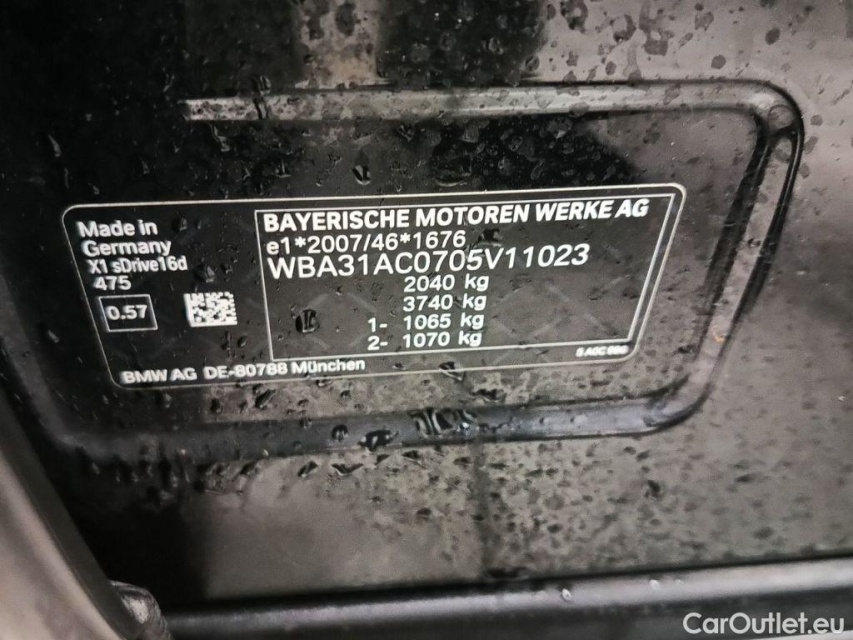 Made in
Germany
X1 sDrive16d
475
0.57
BAYERISCHE MOTOREN WERKE AG
e1*2007/46*1676
WBA31AC0705V11023
2040 kg
3740 kg
1- 1065 kg
2- 1070 kg
BMW AG DE-80788 München
CarOutlet.eu